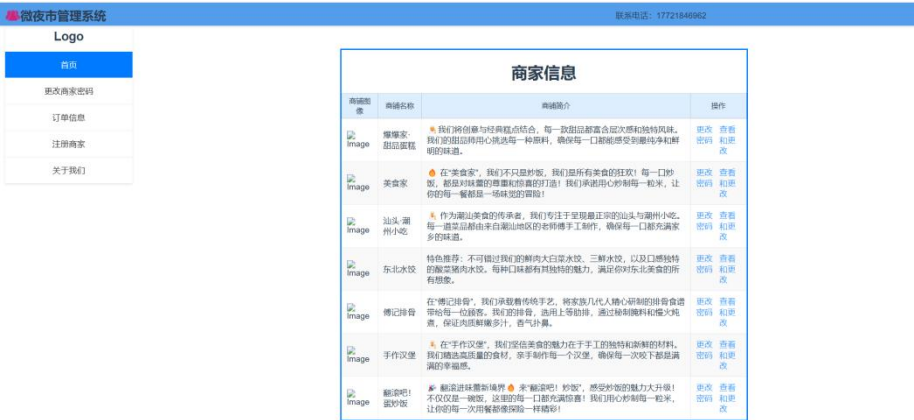 微夜市管理系统
联系电话：17721846962
Logo
首页
更改商家密码
订单信息
注册商家
关于我们
商家信息
商铺图像 商铺名称 商铺简介 操作
Image 爆爆家·甜品蛋糕 我们将创意与经典糕点结合，每一款甜品都富含层次感和独特风味。 更改密码 查看和更改
我们的甜品师用心挑选每一种原料，确保每一口都能感受到最纯净和鲜
明的味道。
Image 美食家 🔥 在“美食家”，我们不只是炒饭，我们是所有美食的狂欢！每一口炒 更改密码 查看和更改
饭，都是对味蕾的尊重和惊喜的打造！我们承诺用心炒制每一粒米，让
你的每一餐都是一场味觉的冒险！
Image 汕头·潮州小吃 作为潮汕美食的传承者，我们专注于呈现最正宗的汕头与潮州小吃。 更改密码 查看和更改
每一道菜品都由来自潮汕地区的老师傅手工制作，确保每一口都充满家
乡的味道。
Image 东北水饺 特色推荐：不可错过我们的鲜肉大白菜水饺、三鲜水饺，以及口感独特 更改密码 查看和更改
的酸菜猪肉水饺。每种口味都有其独特的魅力，满足你对东北美食的所
有想象。
Image 傅记排骨 在“傅记排骨”，我们承载着传统手艺，将家族几代人精心研制的排骨食谱 更改密码 查看和更改
带给每一位顾客。我们的排骨，选用上等肋排，通过秘制腌料和慢火炖
煮，保证肉质鲜嫩多汁，香气扑鼻。
Image 手作汉堡 在“手作汉堡”，我们坚信美食的魅力在于手工的独特和新鲜的材料。 更改密码 查看和更改
我们精选高质量的食材，亲手制作每一个汉堡，确保每一次咬下都是满
满的幸福感。
Image 翻滚吧！蛋炒饭 🎉 翻滚进味蕾新境界🔥 来“翻滚吧！炒饭”，感受炒饭的魅力大升级！ 更改密码 查看和更改
不仅仅是一碗饭，这里的每一口都充满惊喜！我们用心炒制每一粒米，
让你的每一次用餐都像探险一样精彩！